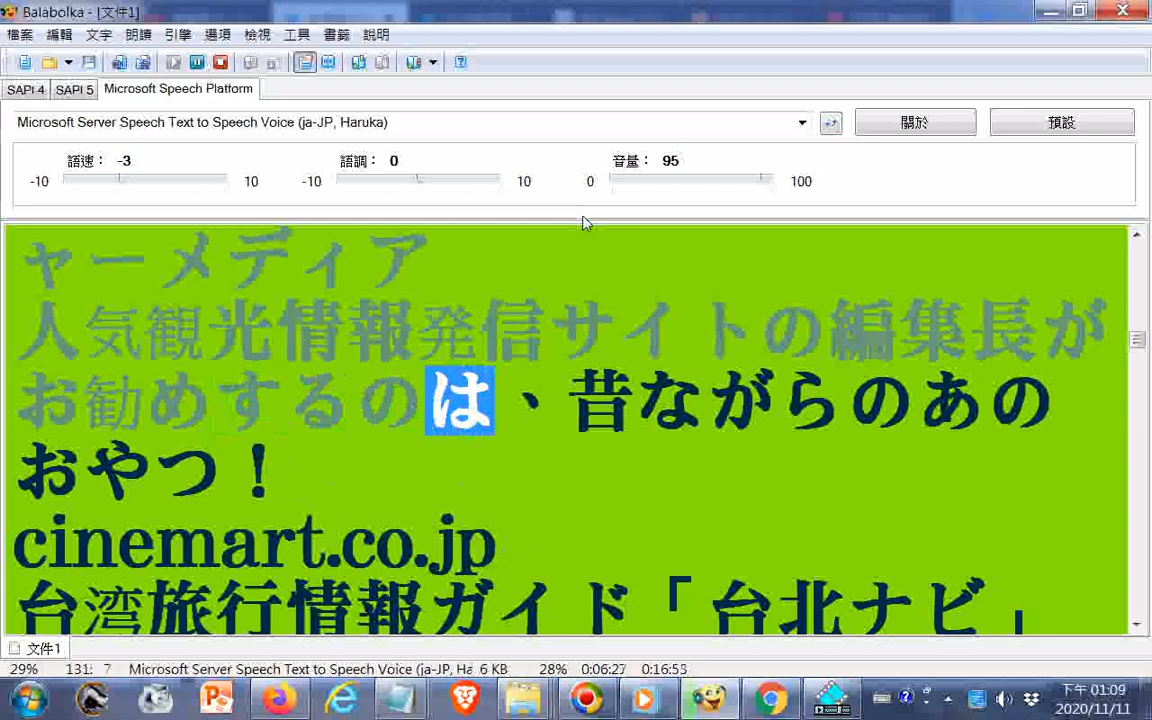 Balabolka - [文件1]
檔案 編輯 文字 朗讀 引擎 選項 檢視 工具 書籤 說明
SAPI 4 SAPI 5 Microsoft Speech Platform
Microsoft Server Speech Text to Speech Voice (ja-JP, Haruka) 關於 預設
語速： -3 語調： 0 音量： 95
-10 10 -10 10 0 100
ャーメディア
人気観光情報発信サイトの編集長が
お勧めするのは、昔ながらのあの
おやつ！
cinemart.co.jp
台湾旅行情報ガイド「台北ナビ」
文件1
29% 131: 7 Microsoft Server Speech Text to Speech Voice (ja-JP, Ha 6 KB 28% 0:06:27 0:16:53
下午 01:09
2020/11/11